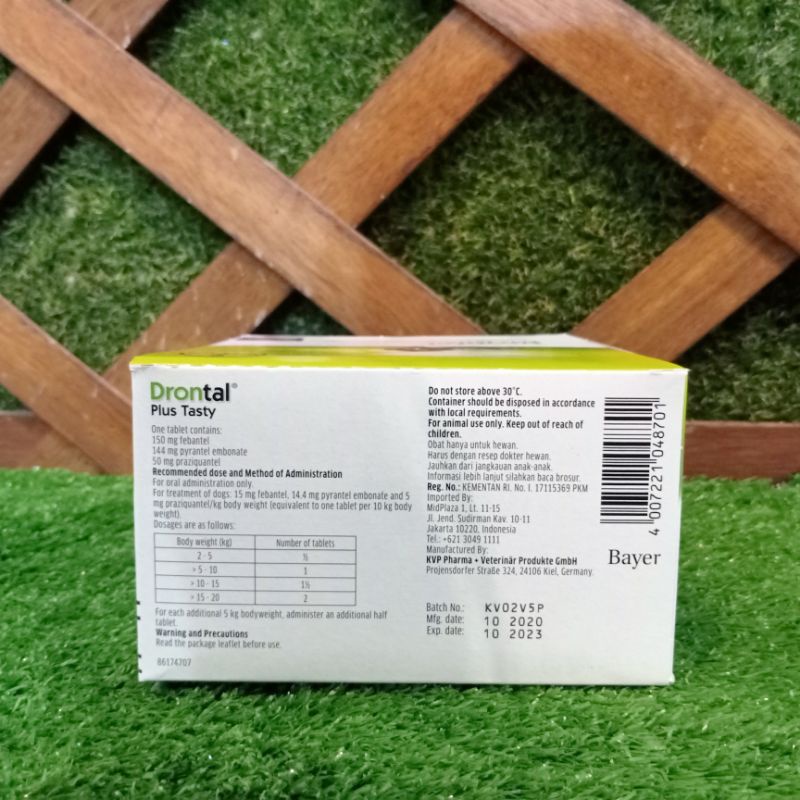 Drontal®
Plus Tasty
One tablet contains:
150 mg febantel
144 mg pyrantel embonate
50 mg praziquantel
Recommended dose and Method of Administration
For oral administration only.
For treatment of dogs: 15 mg febantel, 14.4 mg pyrantel embonate and 5
mg praziquantel/kg body weight (equivalent to one tablet per 10 kg body
weight).
Dosages are as follows:
Body weight (kg) Number of tablets
2 - 5 ½
> 5 - 10 1
> 10 - 15 1½
> 15 - 20 2
For each additional 5 kg bodyweight, administer an additional half
tablet.
Warning and Precautions
Read the package leaflet before use.
86174707
Do not store above 30°C.
Container should be disposed in accordance
with local requirements.
For animal use only. Keep out of reach of
children.
Obat hanya untuk hewan.
Harus dengan resep dokter hewan.
Jauhkan dari jangkauan anak-anak.
Informasi lebih lanjut silahkan baca brosur.
Reg. No.: KEMENTAN RI. No. I. 17115369 PKM
Imported By:
MidPlaza 1, Lt. 11-15
Jl. Jend. Sudirman Kav. 10-11
Jakarta 10220, Indonesia
Tel.: +621 3049 1111
Manufactured By:
KVP Pharma + Veterinär Produkte GmbH
Projensdorfer Straße 324, 24106 Kiel, Germany.
Batch No.: KV02V5P
Mfg. date: 10 2020
Exp. date: 10 2023
4 007221 048701
Bayer